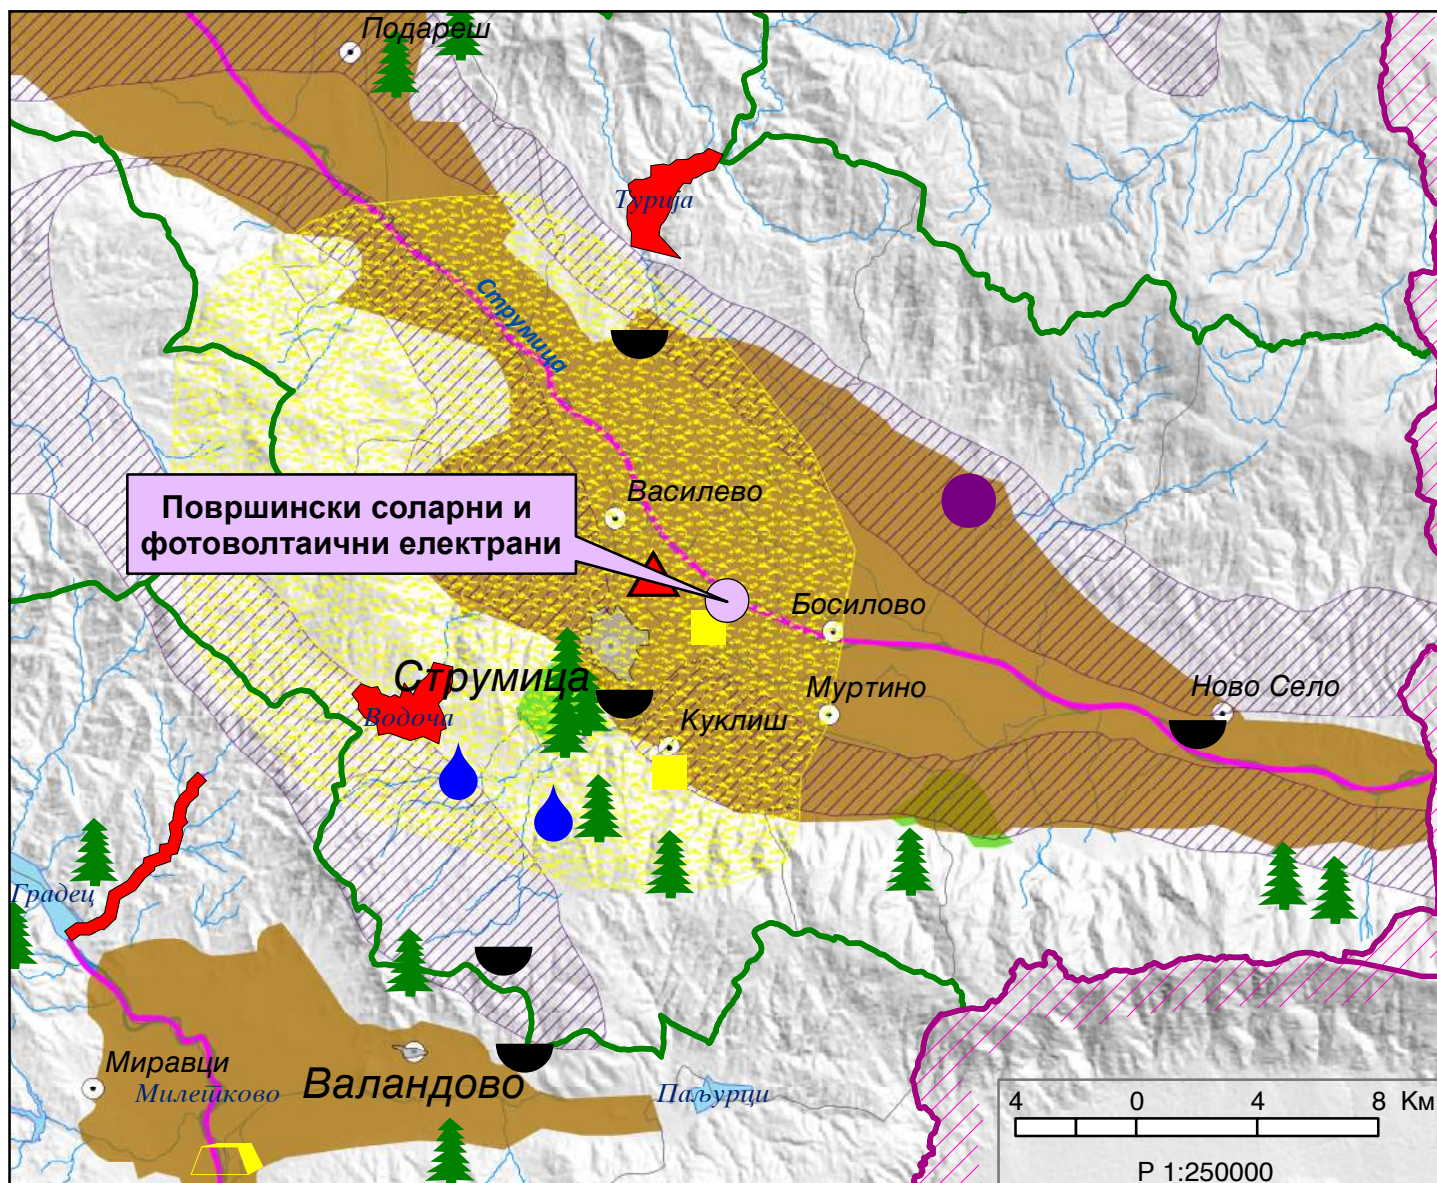 Подареш
Турија
Струмица
Површински соларни и
фотоволтаични електрани
Василево
Босилово
Струмица
Водоча
Муртино
Ново Село
Куклиш
Градец
Миравци
Милетково
Валандово
Паљурци
4 0 4 8 Км
Р 1:250000